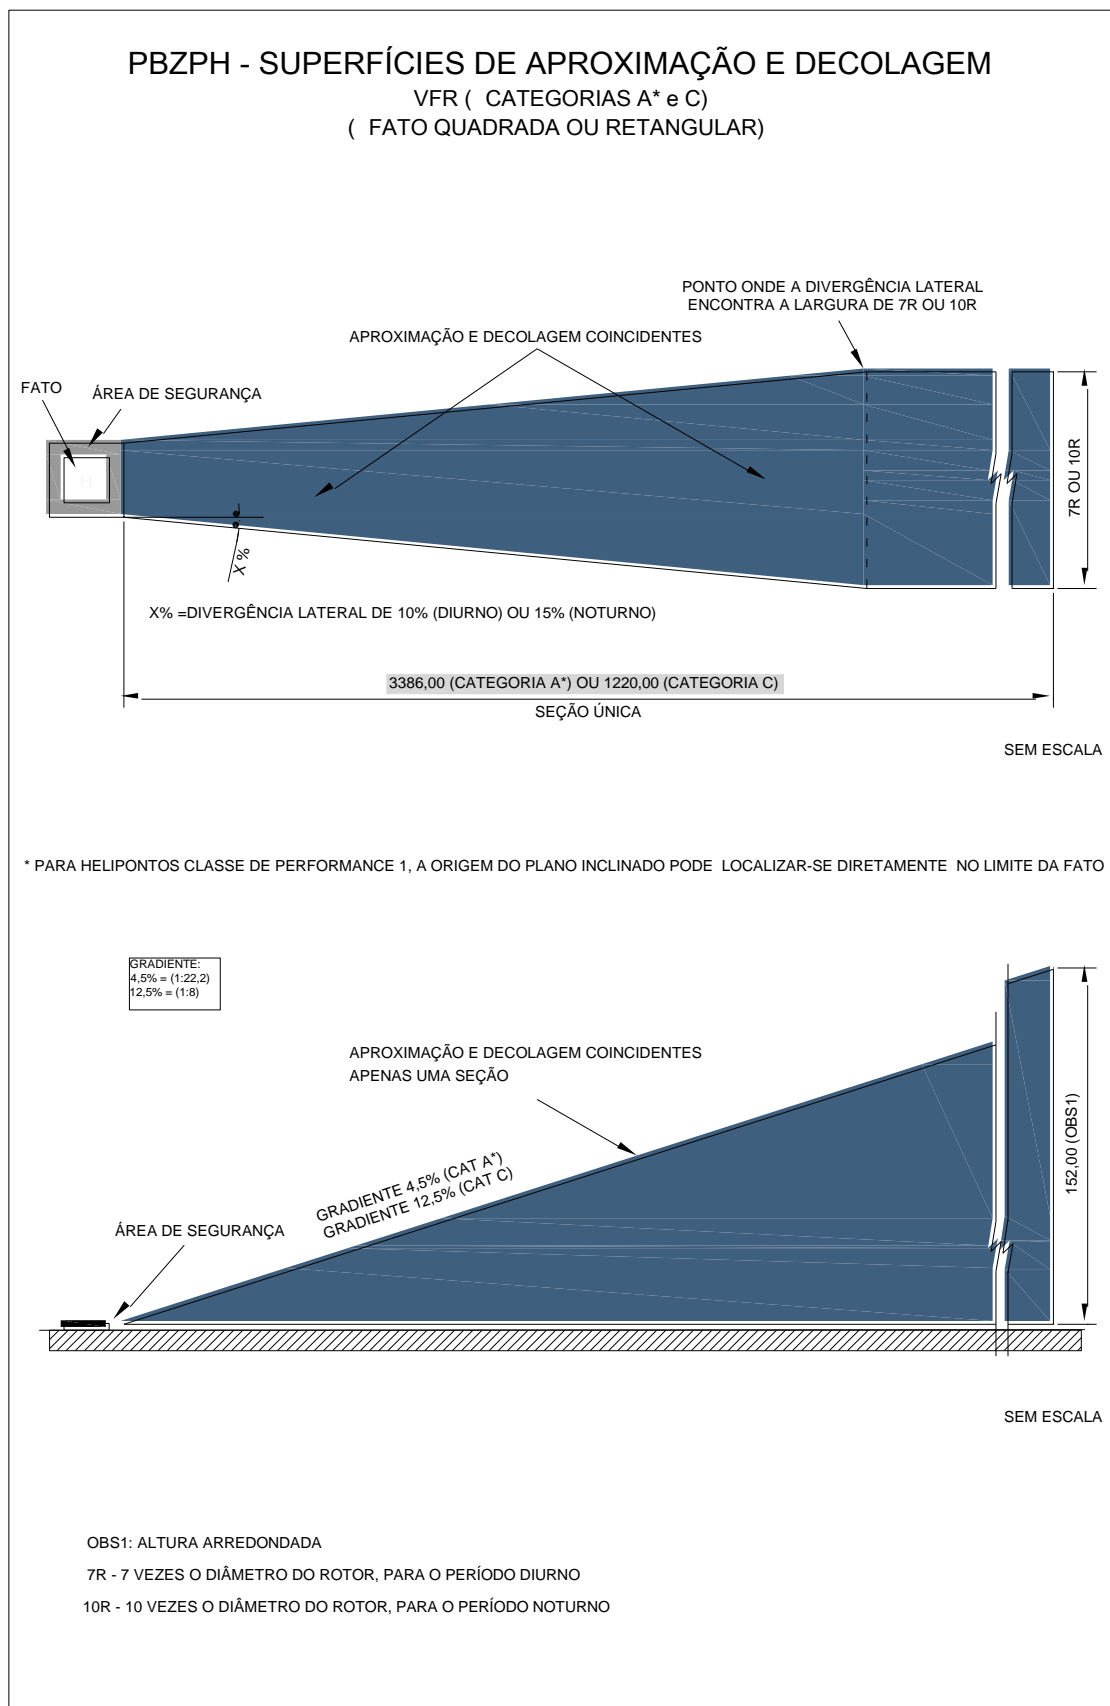 PBZPH - SUPERFÍCIES DE APROXIMAÇÃO E DECOLAGEM
VFR ( CATEGORIAS A* e C)
( FATO QUADRADA OU RETANGULAR)
PONTO ONDE A DIVERGÊNCIA LATERAL
ENCONTRA A LARGURA DE 7R OU 10R
APROXIMAÇÃO E DECOLAGEM COINCIDENTES
FATO
ÁREA DE SEGURANÇA
H
7R OU 10R
X %
X% =DIVERGÊNCIA LATERAL DE 10% (DIURNO) OU 15% (NOTURNO)
3386,00 (CATEGORIA A*) OU 1220,00 (CATEGORIA C)
SEÇÃO ÚNICA
SEM ESCALA
* PARA HELIPONTOS CLASSE DE PERFORMANCE 1, A ORIGEM DO PLANO INCLINADO PODE LOCALIZAR-SE DIRETAMENTE NO LIMITE DA FATO
GRADIENTE:
4,5% = (1:22,2)
12,5% = (1:8)
APROXIMAÇÃO E DECOLAGEM COINCIDENTES
APENAS UMA SEÇÃO
152,00 (OBS1)
GRADIENTE 4,5% (CAT A*)
GRADIENTE 12,5% (CAT C)
ÁREA DE SEGURANÇA
SEM ESCALA
OBS1: ALTURA ARREDONDADA
7R - 7 VEZES O DIÂMETRO DO ROTOR, PARA O PERÍODO DIURNO
10R - 10 VEZES O DIÂMETRO DO ROTOR, PARA O PERÍODO NOTURNO